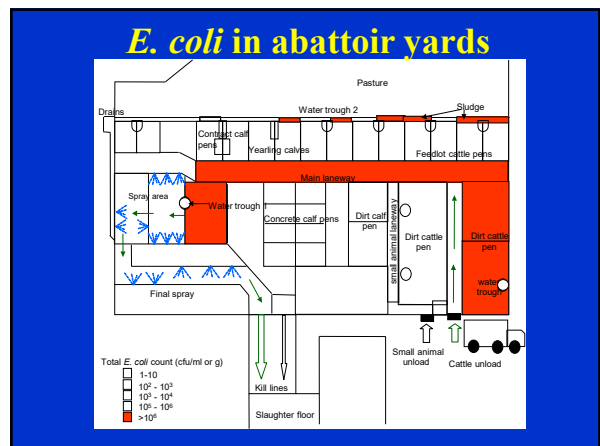 E. coli in abattoir yards
Pasture
Drains
Water trough 2
Sludge
Contract calf
pens
Yearling calves
Feedlot cattle pens
Main laneway
Spray area
Water trough 1
Concrete calf pens
Dirt calf
pen
small animal laneway
Dirt cattle
pen
Dirt cattle
pen
water
trough
Final spray
Small animal
unload
Cattle unload
Total E. coli count (cfu/ml or g)
1-10
10² - 10³
10³ - 10⁴
10⁵ - 10⁶
>10⁶
Kill lines
Slaughter floor